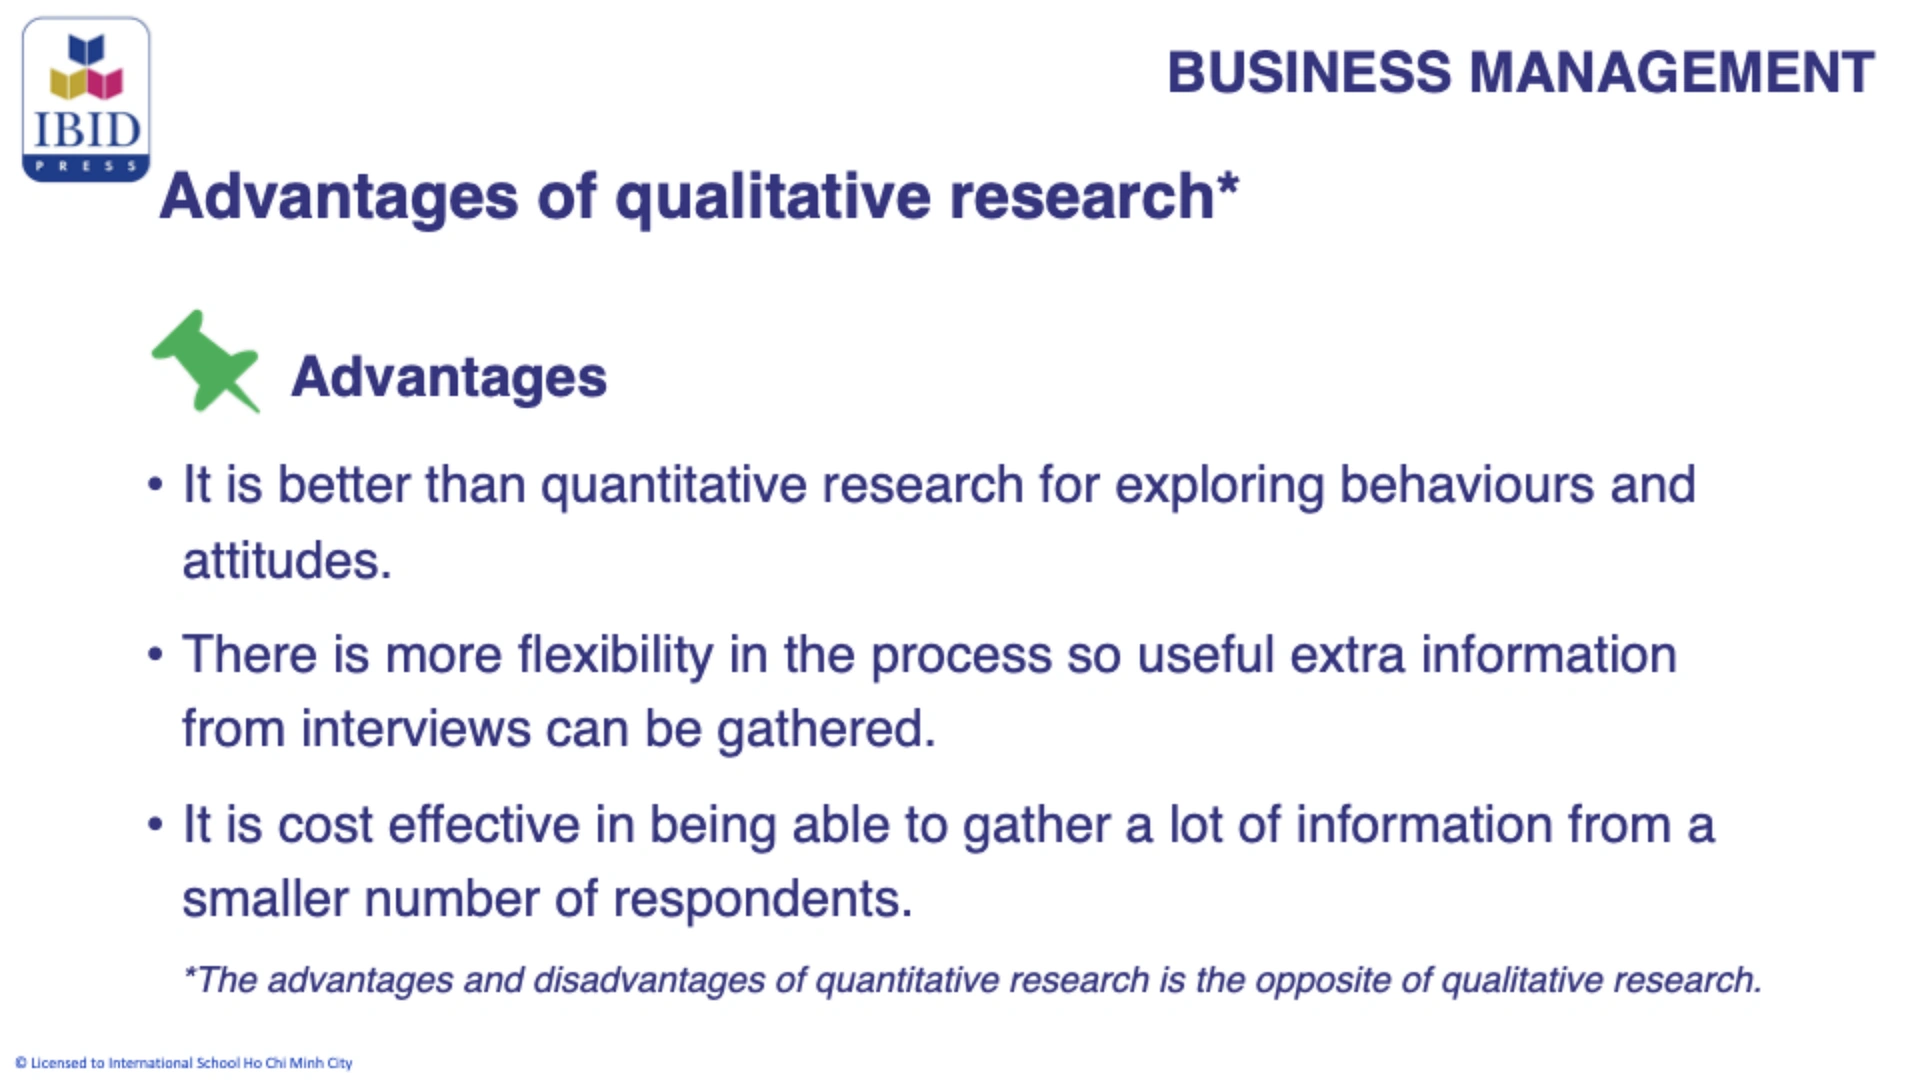 IBID
PRESS
BUSINESS MANAGEMENT
Advantages of qualitative research*
Advantages
• It is better than quantitative research for exploring behaviours and
attitudes.
• There is more flexibility in the process so useful extra information
from interviews can be gathered.
• It is cost effective in being able to gather a lot of information from a
smaller number of respondents.
*The advantages and disadvantages of quantitative research is the opposite of qualitative research.
© Licensed to International School Ho Chi Minh City